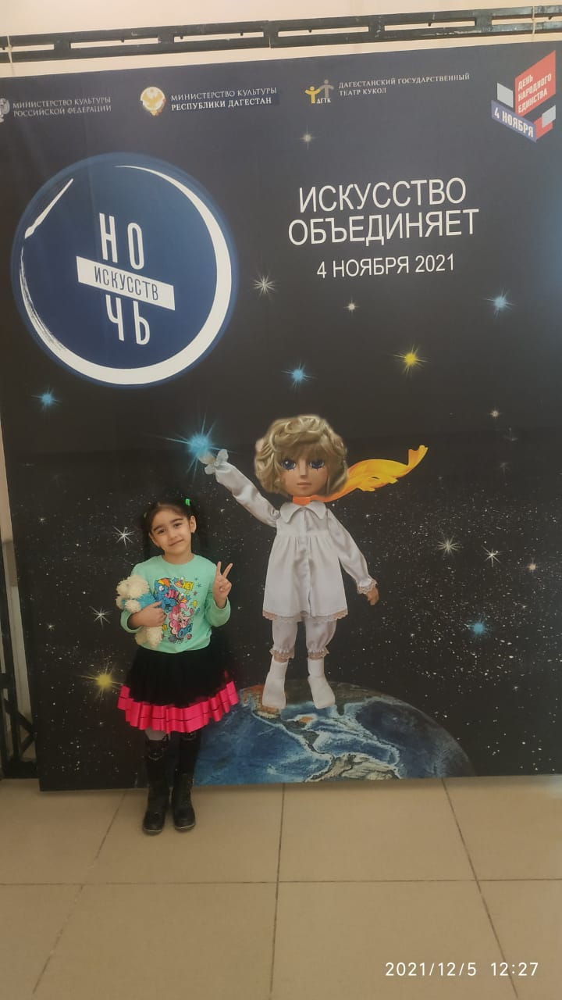 МИНИСТЕРСТВО КУЛЬТУРЫ
РОССИЙСКОЙ ФЕДЕРАЦИИ
МИНИСТЕРСТВО КУЛЬТУРЫ
РЕСПУБЛИКИ ДАГЕСТАН
ДГТК
ДАГЕСТАНСКИЙ ГОСУДАРСТВЕННЫЙ
ТЕАТР КУКОЛ
ДЕНЬ
НАРОДНОГО
ЕДИНСТВА
4 НОЯБРЯ
НО
ИСКУССТВ
ЧЬ
ИСКУССТВО
ОБЪЕДИНЯЕТ
4 НОЯБРЯ 2021
2021/12/5 12:27